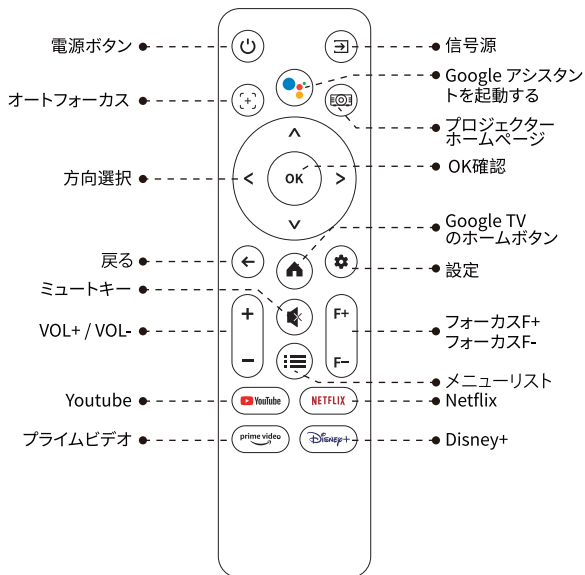 電源ボタン
信号源
Google アシスタン
トを起動する
オートフォーカス
プロジェクター
ホームページ
方向選択
OK
OK確認
Google TV
のホームボタン
戻る
設定
ミュートキー
VOL+ / VOL-
+
−
F+
F−
フォーカスF+
フォーカスF-
メニューリスト
Youtube
YouTube
NETFLIX
Netflix
プライムビデオ
prime video
Disney+
Disney+